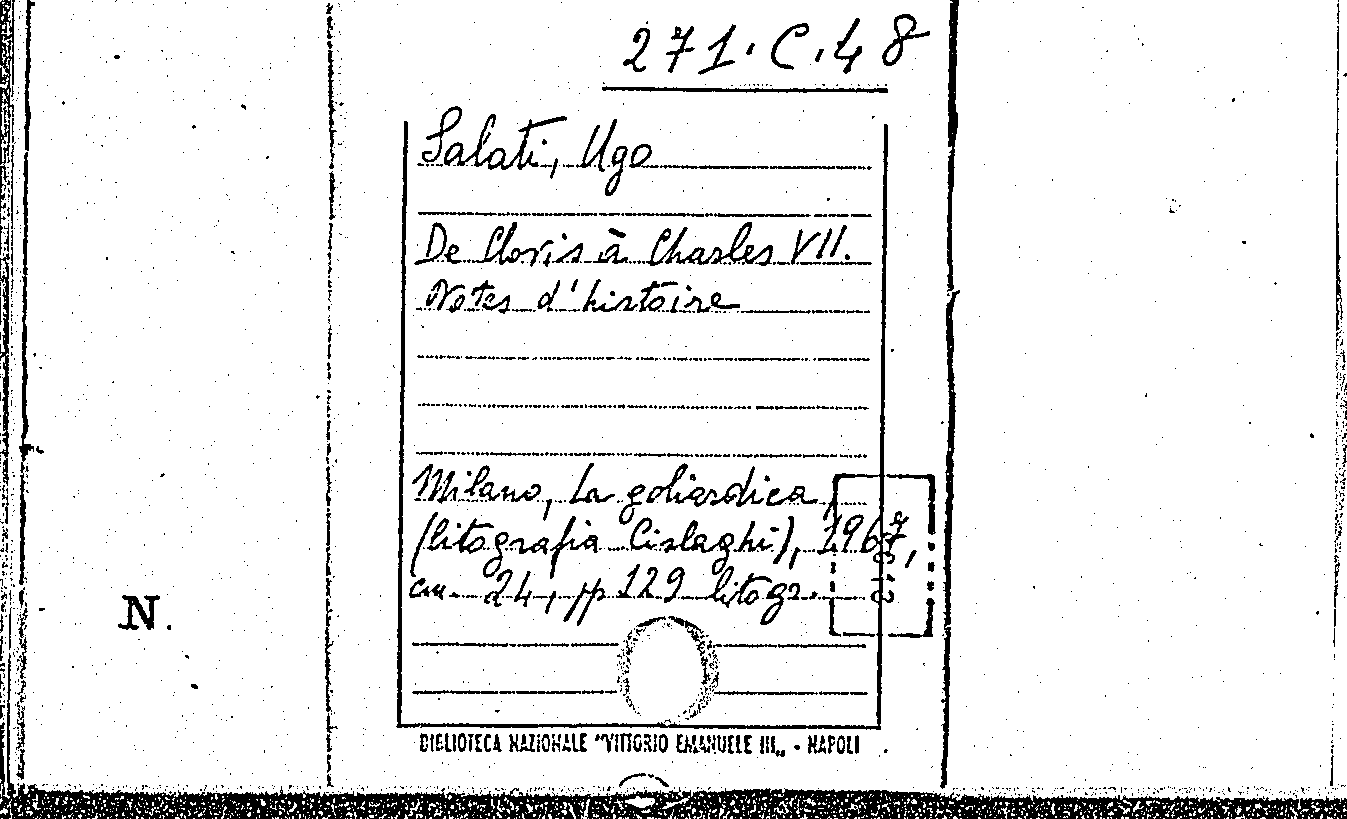 271.C.48
Salati, Ugo
De Clovis à Charles VII.
Notes d'histoire
Milano, La goliardica
(litografia Cislaghi), 1967,
cm. 24, pp 129 litogr.
N.
BIBLIOTECA NAZIONALE "VITTORIO EMANUELE III„ - NAPOLI